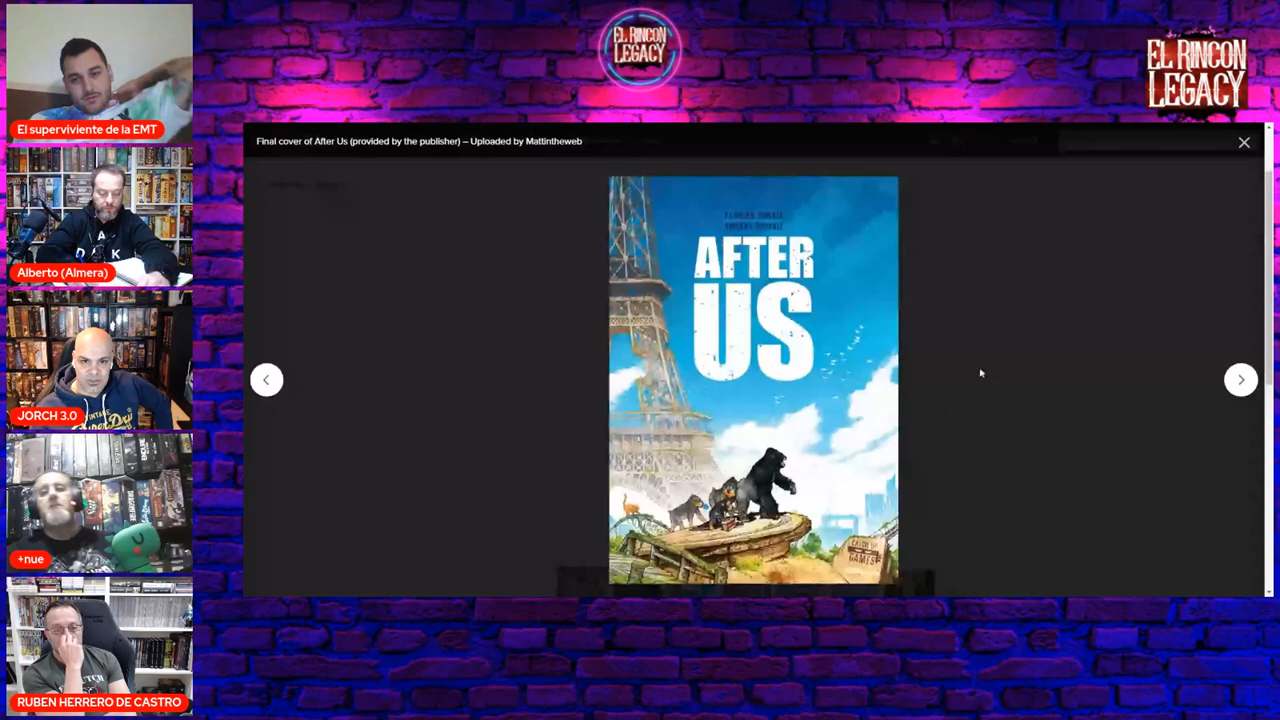 El superviviente de la EMT
Alberto (Almera)
JORCH 3.0
+nue
RUBEN HERRERO DE CASTRO
EL RINCON
LEGACY
EL RINCON
LEGACY
Final cover of After Us (provided by the publisher) – Uploaded by Mattintheweb
AFTER
US
GAMES